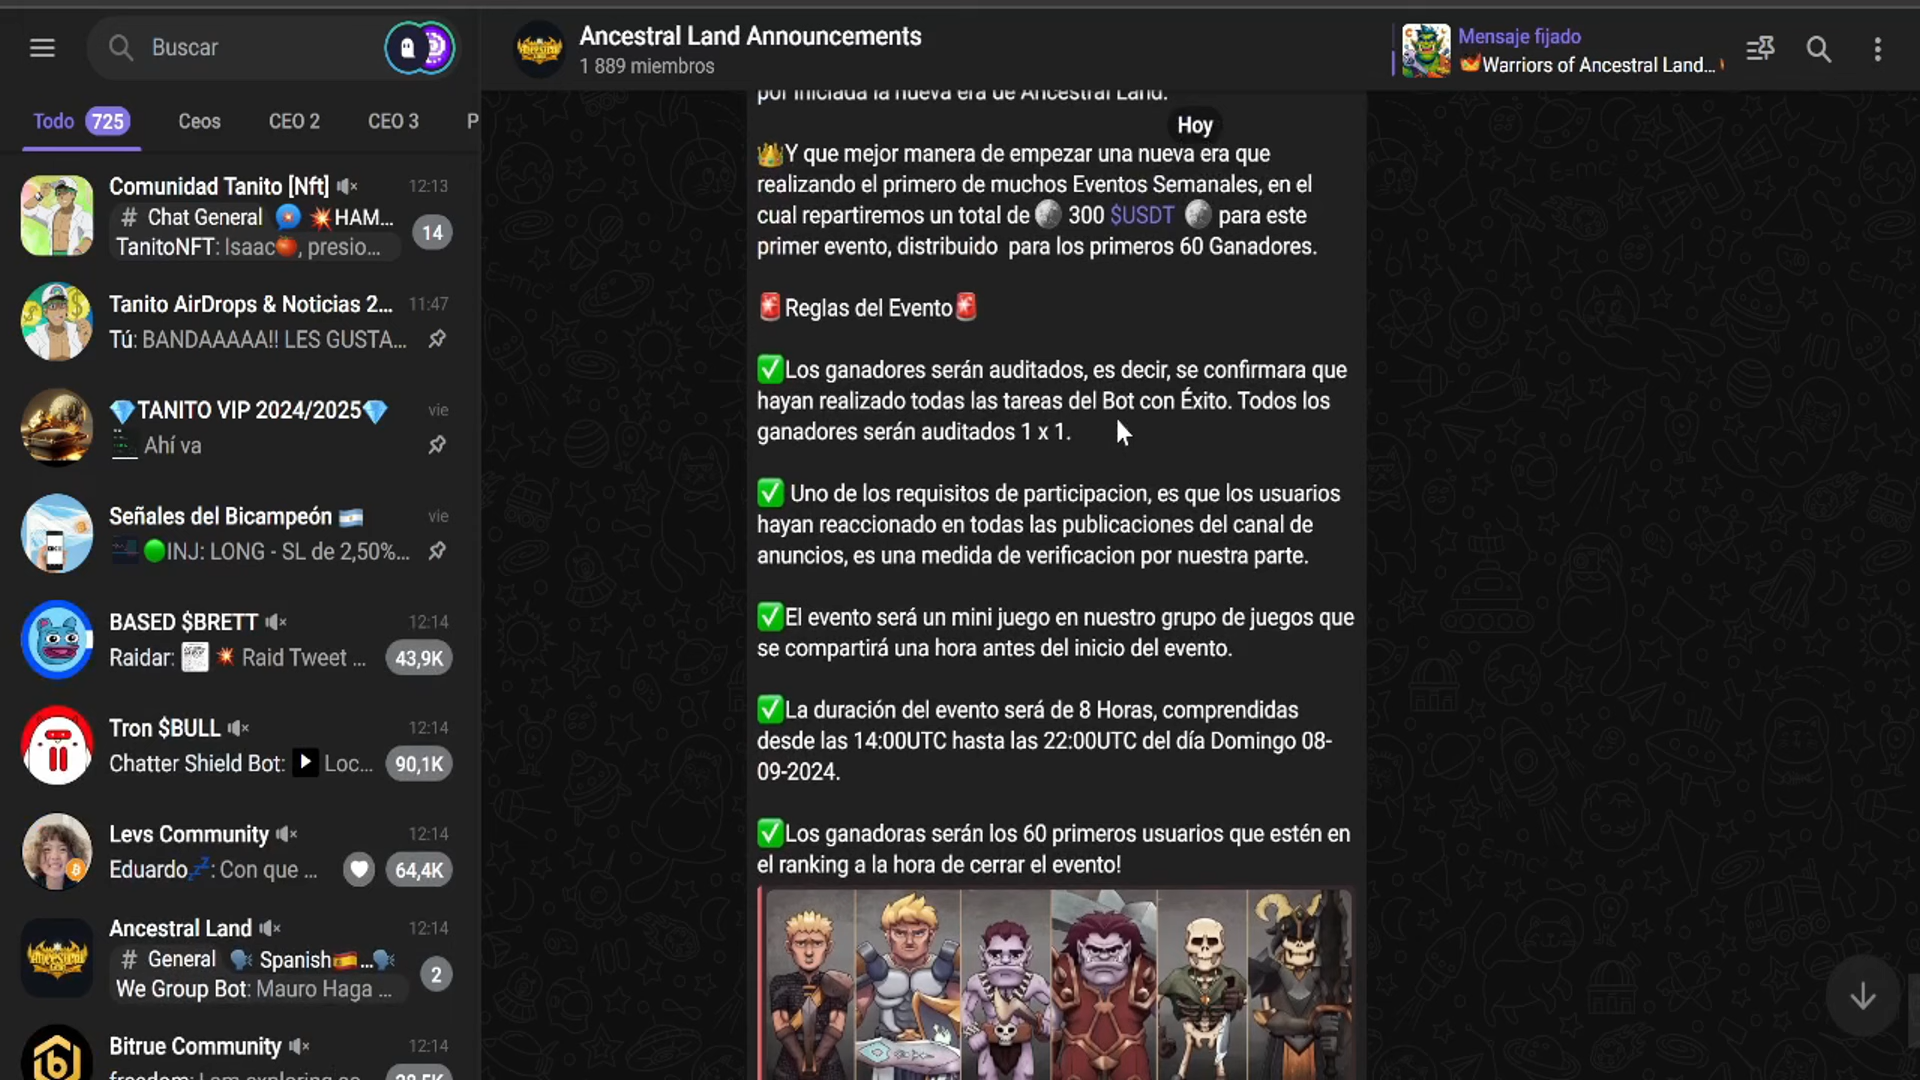 Buscar
Todo 725 Ceos CEO 2 CEO 3 P
Comunidad Tanito [Nft] 12:13
# Chat General 🔵 💥HAM...
TanitoNFT: Isaac🍅, presio... 14
Tanito AirDrops & Noticias 2... 11:47
Tú: BANDAAAAA!! LES GUSTA...
💎TANITO VIP 2024/2025💎 vie
Ahí va
Señales del Bicampeón 🇦🇷 vie
🟢INJ: LONG - SL de 2,50%...
BASED $BRETT 12:14
Raidar: 💥 Raid Tweet ... 43,9K
Tron $BULL 12:14
Chatter Shield Bot: Loc... 90,1K
Levs Community 12:14
Eduardo💤: Con que ... 64,4K
Ancestral Land 12:14
# General 🗣 Spanish🇪🇸...🗣
We Group Bot: Mauro Haga ... 2
Bitrue Community 12:14
Ancestral Land Announcements
1 889 miembros
Mensaje fijado
👑Warriors of Ancestral Land...
por iniciada la nueva era de Ancestral Land.
Hoy
👑Y que mejor manera de empezar una nueva era que
realizando el primero de muchos Eventos Semanales, en el
cual repartiremos un total de 🌕 300 $USDT 🌕 para este
primer evento, distribuido para los primeros 60 Ganadores.
🚨Reglas del Evento🚨
✅Los ganadores serán auditados, es decir, se confirmara que
hayan realizado todas las tareas del Bot con Éxito. Todos los
ganadores serán auditados 1 x 1.
✅ Uno de los requisitos de participacion, es que los usuarios
hayan reaccionado en todas las publicaciones del canal de
anuncios, es una medida de verificacion por nuestra parte.
✅El evento será un mini juego en nuestro grupo de juegos que
se compartirá una hora antes del inicio del evento.
✅La duración del evento será de 8 Horas, comprendidas
desde las 14:00UTC hasta las 22:00UTC del día Domingo 08-
09-2024.
✅Los ganadoras serán los 60 primeros usuarios que estén en
el ranking a la hora de cerrar el evento!